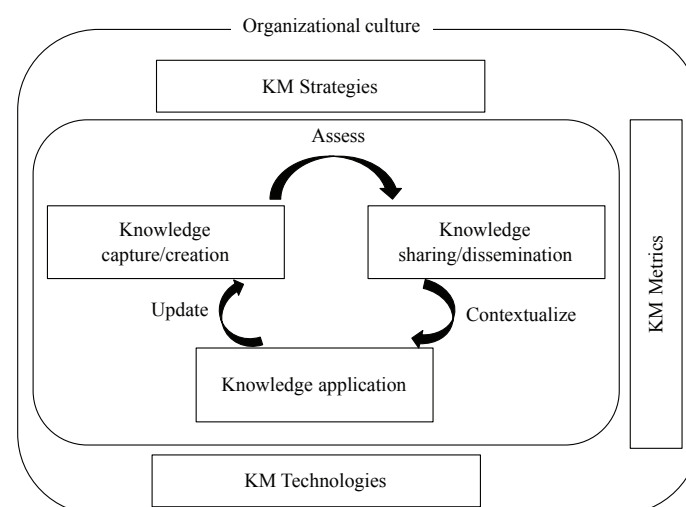 Organizational culture
KM Strategies
Assess
Knowledge
capture/creation
Knowledge
sharing/dissemination
KM Metrics
Update
Contextualize
Knowledge application
KM Technologies